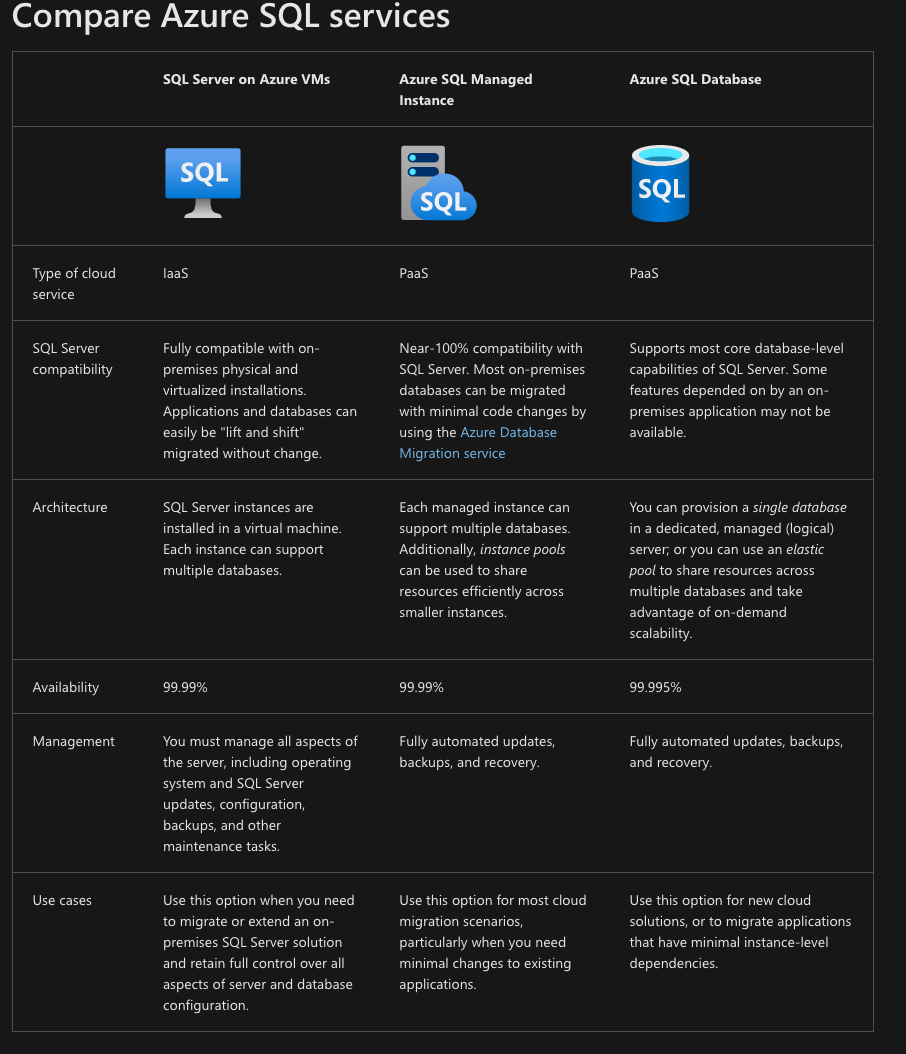 Compare Azure SQL services
SQL Server on Azure VMs
Azure SQL Managed
Instance
Azure SQL Database
SQL
SQL
SQL
Type of cloud
service
IaaS
PaaS
PaaS
SQL Server
compatibility
Fully compatible with on-
premises physical and
virtualized installations.
Applications and databases can
easily be "lift and shift"
migrated without change.
Near-100% compatibility with
SQL Server. Most on-premises
databases can be migrated
with minimal code changes by
using the Azure Database
Migration service
Supports most core database-level
capabilities of SQL Server. Some
features depended on by an on-
premises application may not be
available.
Architecture
SQL Server instances are
installed in a virtual machine.
Each instance can support
multiple databases.
Each managed instance can
support multiple databases.
Additionally, instance pools
can be used to share
resources efficiently across
smaller instances.
You can provision a single database
in a dedicated, managed (logical)
server; or you can use an elastic
pool to share resources across
multiple databases and take
advantage of on-demand
scalability.
Availability
99.99%
99.99%
99.995%
Management
You must manage all aspects of
the server, including operating
system and SQL Server
updates, configuration,
backups, and other
maintenance tasks.
Fully automated updates,
backups, and recovery.
Fully automated updates, backups,
and recovery.
Use cases
Use this option when you need
to migrate or extend an on-
premises SQL Server solution
and retain full control over all
aspects of server and database
configuration.
Use this option for most cloud
migration scenarios,
particularly when you need
minimal changes to existing
applications.
Use this option for new cloud
solutions, or to migrate applications
that have minimal instance-level
dependencies.